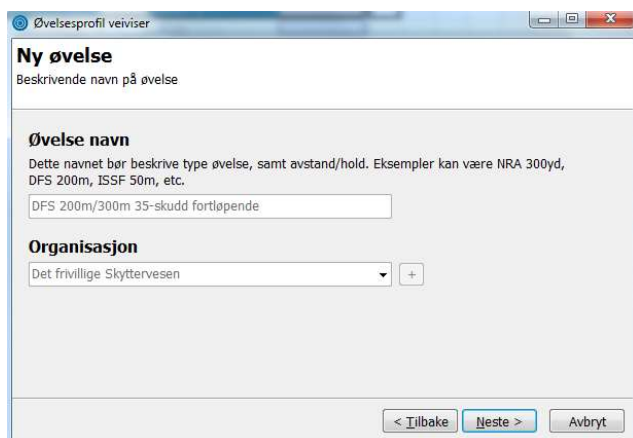 Øvelsesprofil veiviser
Ny øvelse
Beskrivende navn på øvelse
Øvelse navn
Dette navnet bør beskrive type øvelse, samt avstand/hold. Eksempler kan være NRA 300yd,
DFS 200m, ISSF 50m, etc.
DFS 200m/300m 35-skudd fortløpende
Organisasjon
Det frivillige Skyttervesen
+
< Tilbake
Neste >
Avbryt